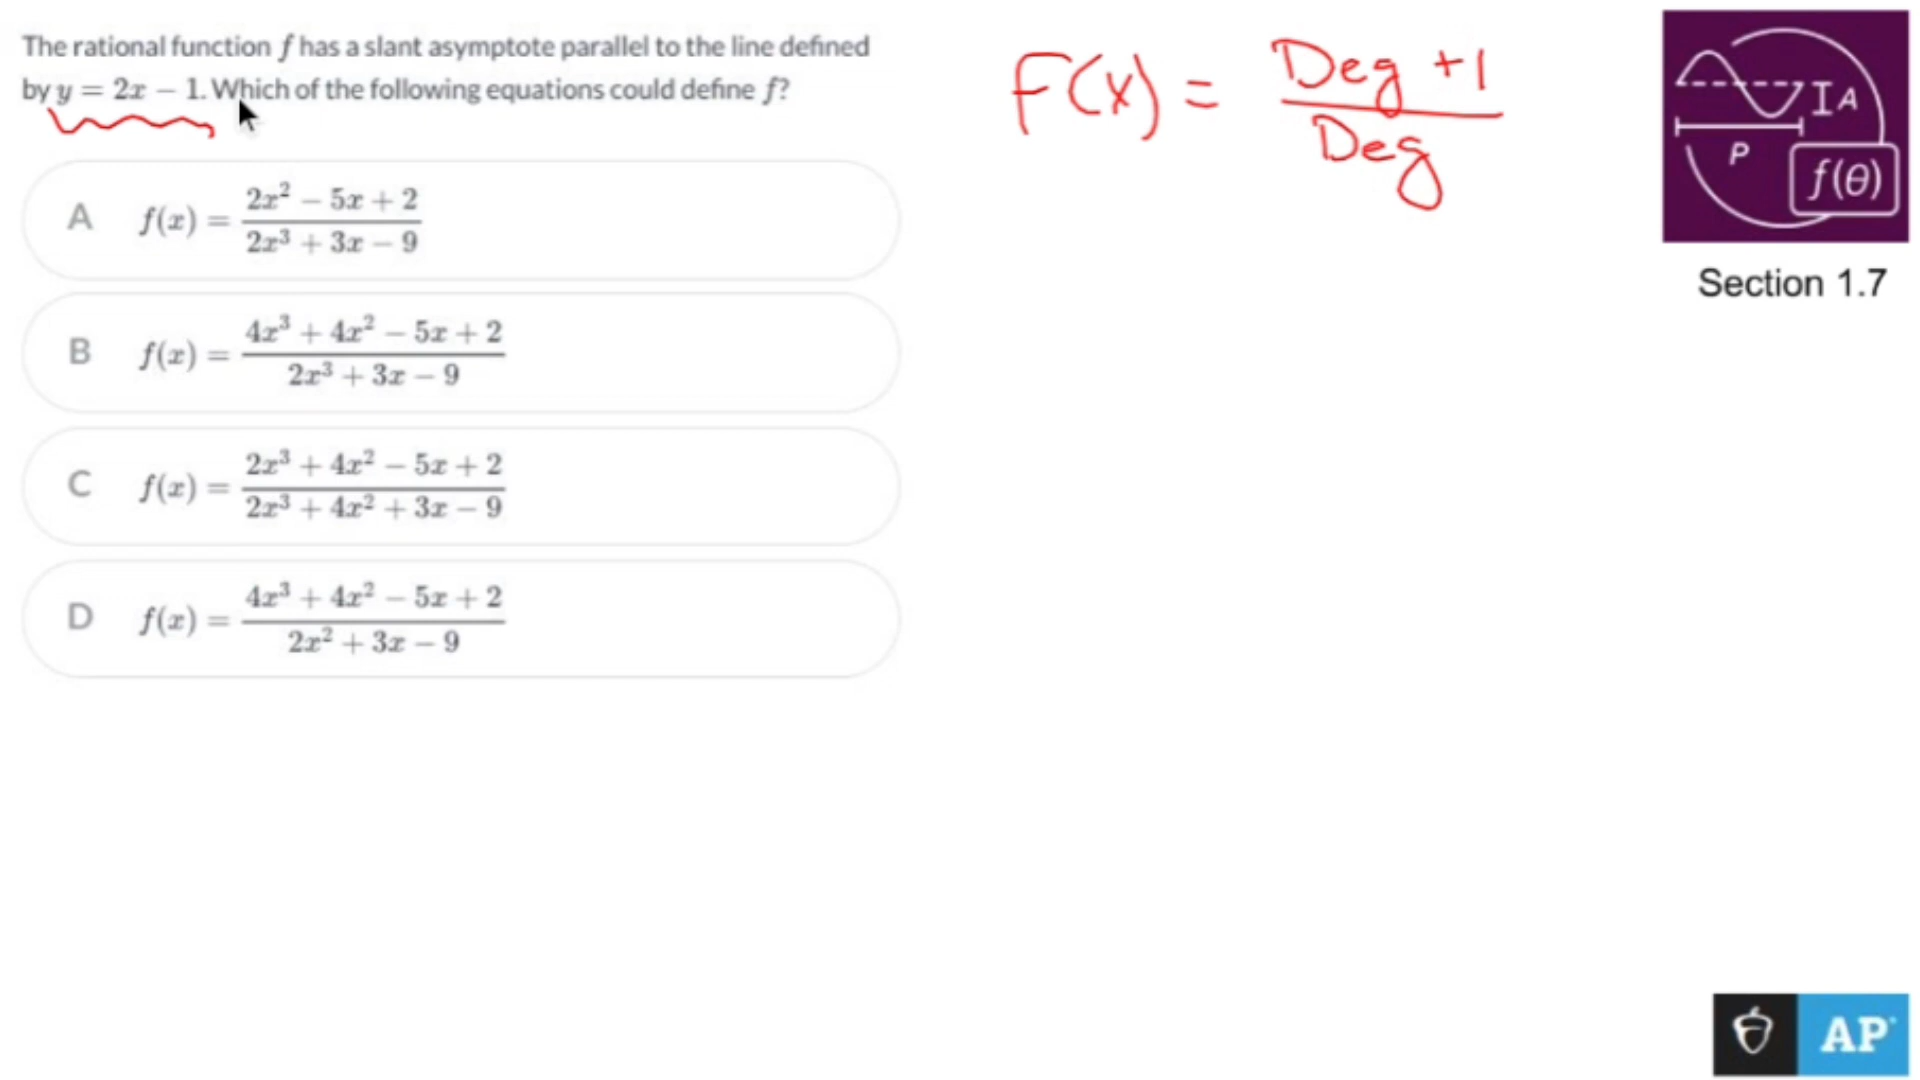 The rational function f has a slant asymptote parallel to the line defined
by y = 2x − 1. Which of the following equations could define f?
F(x) = Deg +1 / Deg
A f(x) = (2x² − 5x + 2) / (2x³ + 3x − 9)
B f(x) = (4x³ + 4x² − 5x + 2) / (2x³ + 3x − 9)
C f(x) = (2x³ + 4x² − 5x + 2) / (2x³ + 4x² + 3x − 9)
D f(x) = (4x³ + 4x² − 5x + 2) / (2x² + 3x − 9)
A
P
f(θ)
Section 1.7
AP